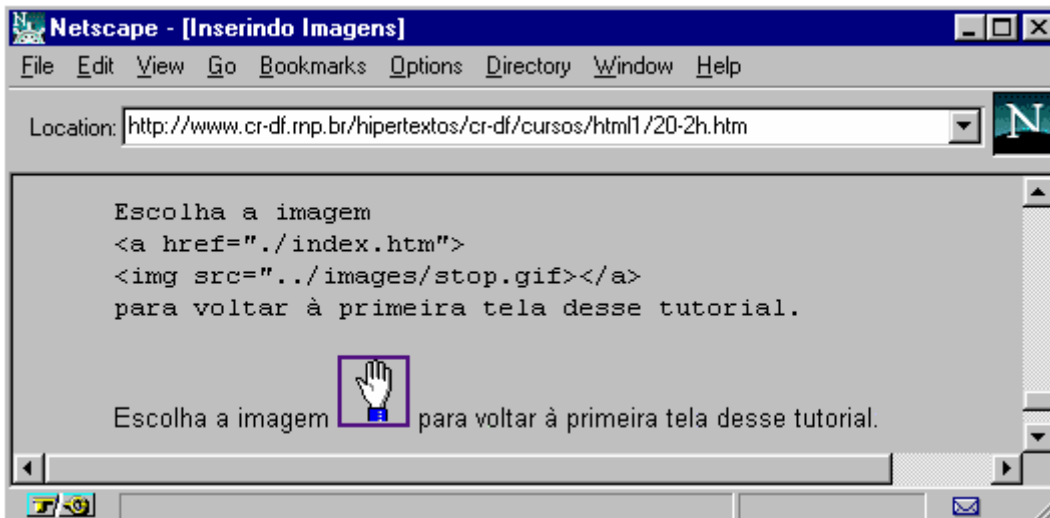 Netscape - [Inserindo Imagens]
File Edit View Go Bookmarks Options Directory Window Help
Location: http://www.cr-df.rnp.br/hipertextos/cr-df/cursos/html1/20-2h.htm
N
Escolha a imagem
<a href="./index.htm">
<img src="../images/stop.gif></a>
para voltar à primeira tela desse tutorial.
Escolha a imagem para voltar à primeira tela desse tutorial.